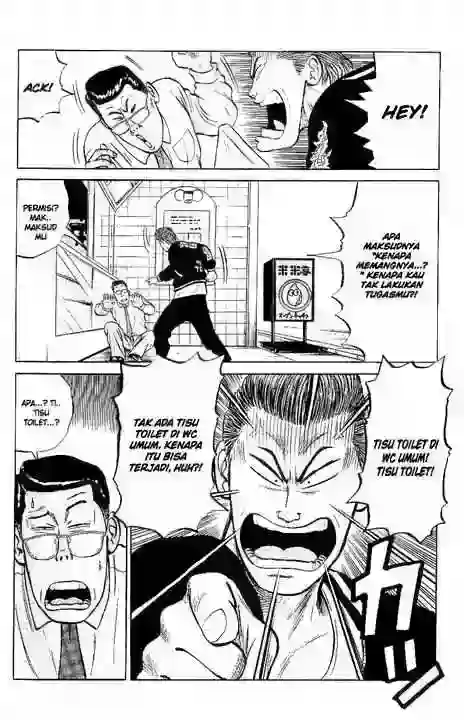 HEY!
ACK!
APA
MAKSUDNYA
"KENAPA
MEMANGNYA...?
" KENAPA KAU
TAK LAKUKAN
TUGASMU?!
PERMISI?
MAK..
MAKSUD
MU
TISU TOILET DI
WC UMUM!
TISU TOILET!
TAK ADA TISU
TOILET DI WC
UMUM. KENAPA
ITU BISA
TERJADI, HUH?!
APA...? TI..
TISU
TOILET...?